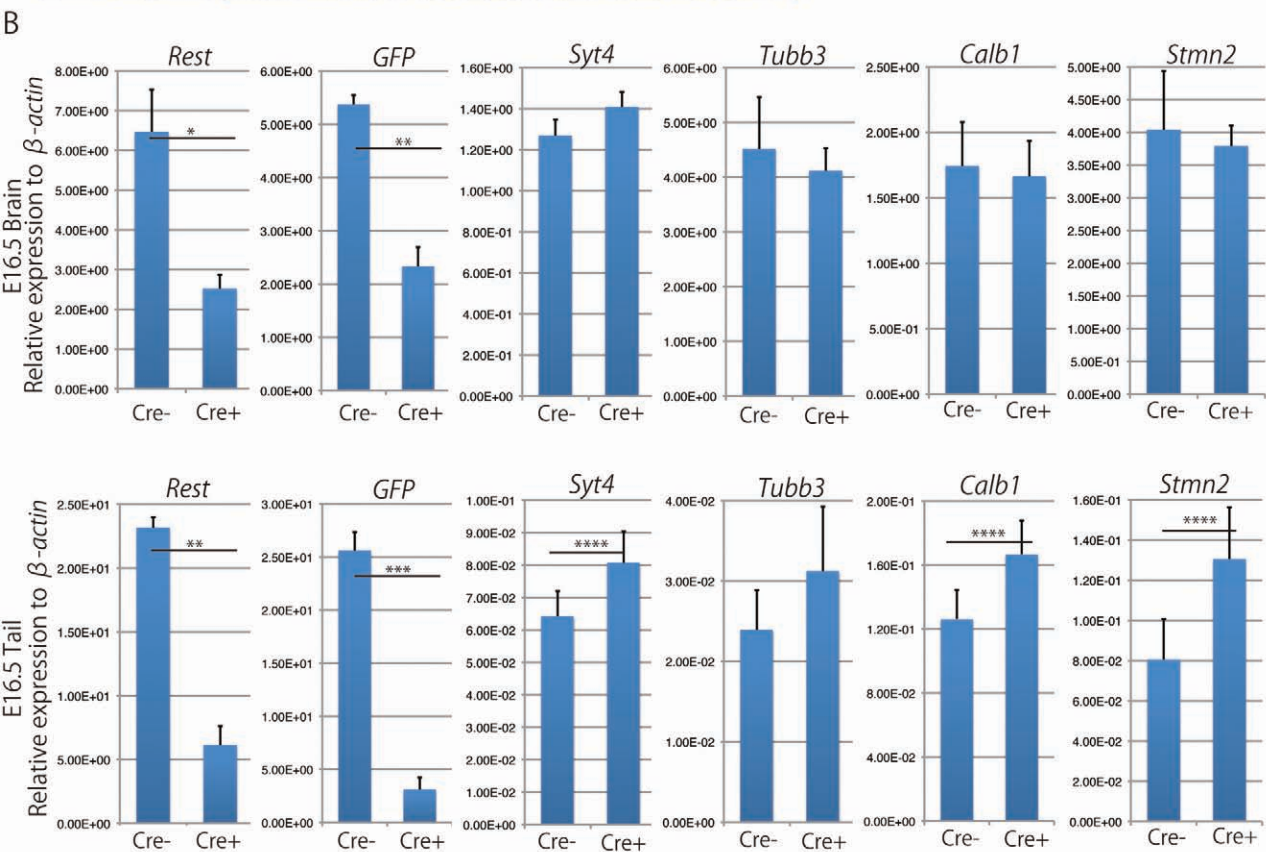 B
E16.5 Brain
Relative expression to β-actin
Rest
8.00E+00
7.00E+00
6.00E+00
5.00E+00
4.00E+00
3.00E+00
2.00E+00
1.00E+00
0.00E+00
*
Cre- Cre+
GFP
6.00E+00
5.00E+00
4.00E+00
3.00E+00
2.00E+00
1.00E+00
0.00E+00
**
Cre- Cre+
Syt4
1.60E+00
1.40E+00
1.20E+00
1.00E+00
8.00E-01
6.00E-01
4.00E-01
2.00E-01
0.00E+00
Cre- Cre+
Tubb3
6.00E+00
5.00E+00
4.00E+00
3.00E+00
2.00E+00
1.00E+00
0.00E+00
Cre- Cre+
Calb1
2.50E+00
2.00E+00
1.50E+00
1.00E+00
5.00E-01
0.00E+00
Cre- Cre+
Stmn2
5.00E+00
4.50E+00
4.00E+00
3.50E+00
3.00E+00
2.50E+00
2.00E+00
1.50E+00
1.00E+00
5.00E-01
0.00E+00
Cre- Cre+
E16.5 Tail
Relative expression to β-actin
Rest
2.50E+01
2.00E+01
1.50E+01
1.00E+01
5.00E+00
0.00E+00
**
Cre- Cre+
GFP
3.00E+01
2.50E+01
2.00E+01
1.50E+01
1.00E+01
5.00E+00
0.00E+00
***
Cre- Cre+
Syt4
1.00E-01
9.00E-02
8.00E-02
7.00E-02
6.00E-02
5.00E-02
4.00E-02
3.00E-02
2.00E-02
1.00E-02
0.00E+00
****
Cre- Cre+
Tubb3
4.00E-02
3.00E-02
2.00E-02
1.00E-02
0.00E+00
Cre- Cre+
Calb1
2.00E-01
1.60E-01
1.20E-01
8.00E-02
4.00E-02
0.00E+00
****
Cre- Cre+
Stmn2
1.60E-01
1.40E-01
1.20E-01
1.00E-01
8.00E-02
6.00E-02
4.00E-02
2.00E-02
0.00E+00
****
Cre- Cre+